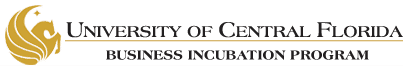 UNIVERSITY OF CENTRAL FLORIDA
BUSINESS INCUBATION PROGRAM